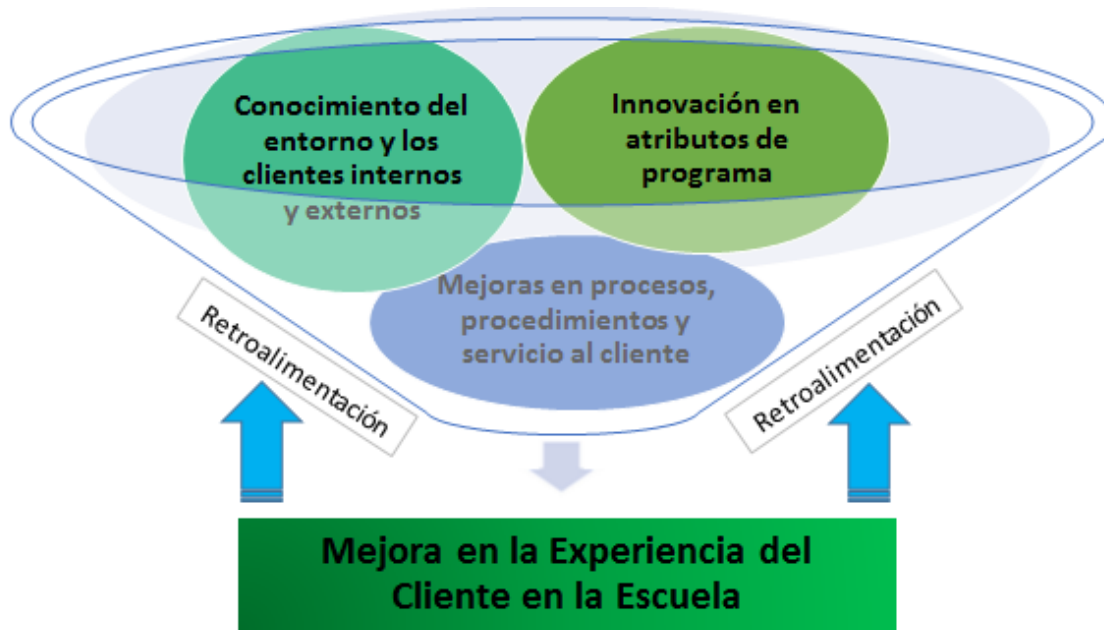 Conocimiento del
entorno y los
clientes internos
y externos
Innovación en
atributos de
programa
Mejoras en procesos,
procedimientos y
servicio al cliente
Retroalimentación
Retroalimentación
Mejora en la Experiencia del
Cliente en la Escuela